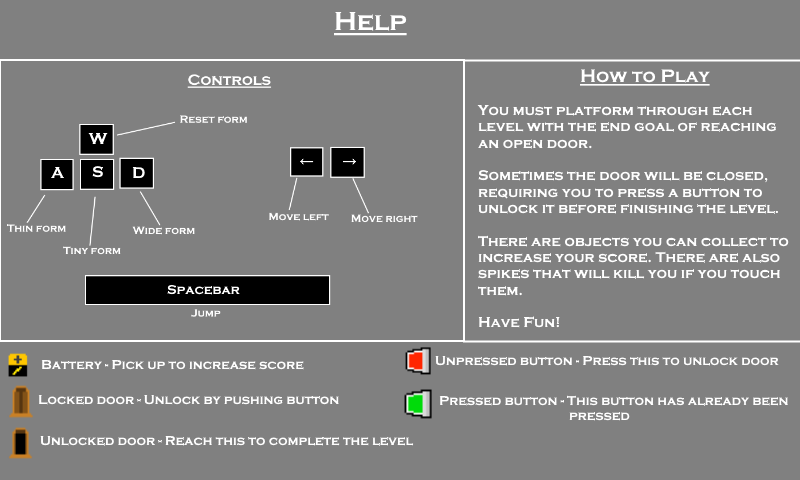 HELP
CONTROLS
W
RESET FORM
A
S
D
← →
THIN FORM
TINY FORM
WIDE FORM
MOVE LEFT
MOVE RIGHT
SPACEBAR
JUMP
HOW TO PLAY
YOU MUST PLATFORM THROUGH EACH
LEVEL WITH THE END GOAL OF REACHING
AN OPEN DOOR.
SOMETIMES THE DOOR WILL BE CLOSED,
REQUIRING YOU TO PRESS A BUTTON TO
UNLOCK IT BEFORE FINISHING THE LEVEL.
THERE ARE OBJECTS YOU CAN COLLECT TO
INCREASE YOUR SCORE. THERE ARE ALSO
SPIKES THAT WILL KILL YOU IF YOU TOUCH
THEM.
HAVE FUN!
BATTERY - PICK UP TO INCREASE SCORE
LOCKED DOOR - UNLOCK BY PUSHING BUTTON
UNLOCKED DOOR - REACH THIS TO COMPLETE THE LEVEL
UNPRESSED BUTTON - PRESS THIS TO UNLOCK DOOR
PRESSED BUTTON - THIS BUTTON HAS ALREADY BEEN
PRESSED